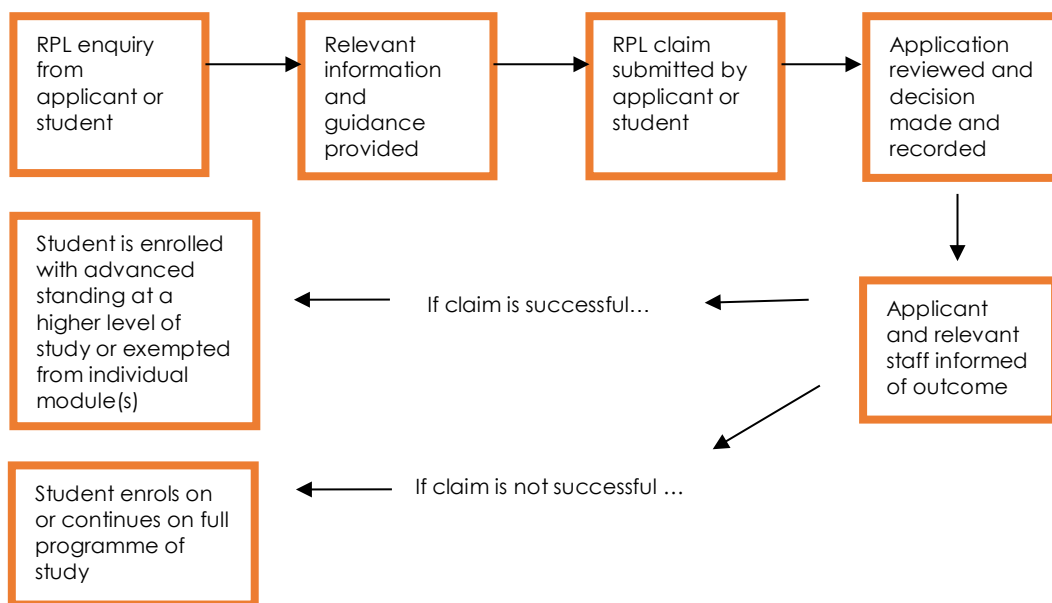 RPL enquiry
from
applicant or
student
Relevant
information
and
guidance
provided
RPL claim
submitted by
applicant or
student
Application
reviewed and
decision
made and
recorded
Applicant
and relevant
staff informed
of outcome
If claim is successful…
Student is enrolled
with advanced
standing at a
higher level of
study or exempted
from individual
module(s)
If claim is not successful …
Student enrols on
or continues on full
programme of
study